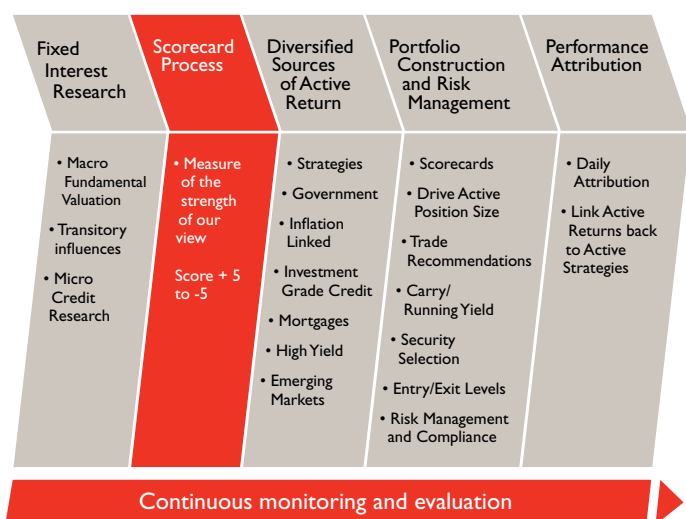 Fixed
Interest
Research
• Macro
Fundamental
Valuation
• Transitory
influences
• Micro
Credit
Research
Scorecard
Process
• Measure
of the
strength
of our
view
Score + 5
to -5
Diversified
Sources
of Active
Return
• Strategies
• Government
• Inflation
Linked
• Investment
Grade Credit
• Mortgages
• High Yield
• Emerging
Markets
Portfolio
Construction
and Risk
Management
• Scorecards
• Drive Active
Position Size
• Trade
Recommendations
• Carry/
Running Yield
• Security
Selection
• Entry/Exit Levels
• Risk Management
and Compliance
Performance
Attribution
• Daily
Attribution
• Link Active
Returns back
to Active
Strategies
Continuous monitoring and evaluation